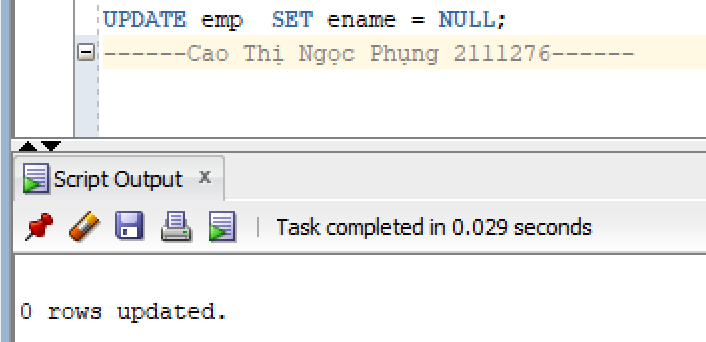 UPDATE emp  SET ename = NULL;
------Cao Thị Ngọc Phụng 2111276------
Script Output x
Task completed in 0.029 seconds
0 rows updated.